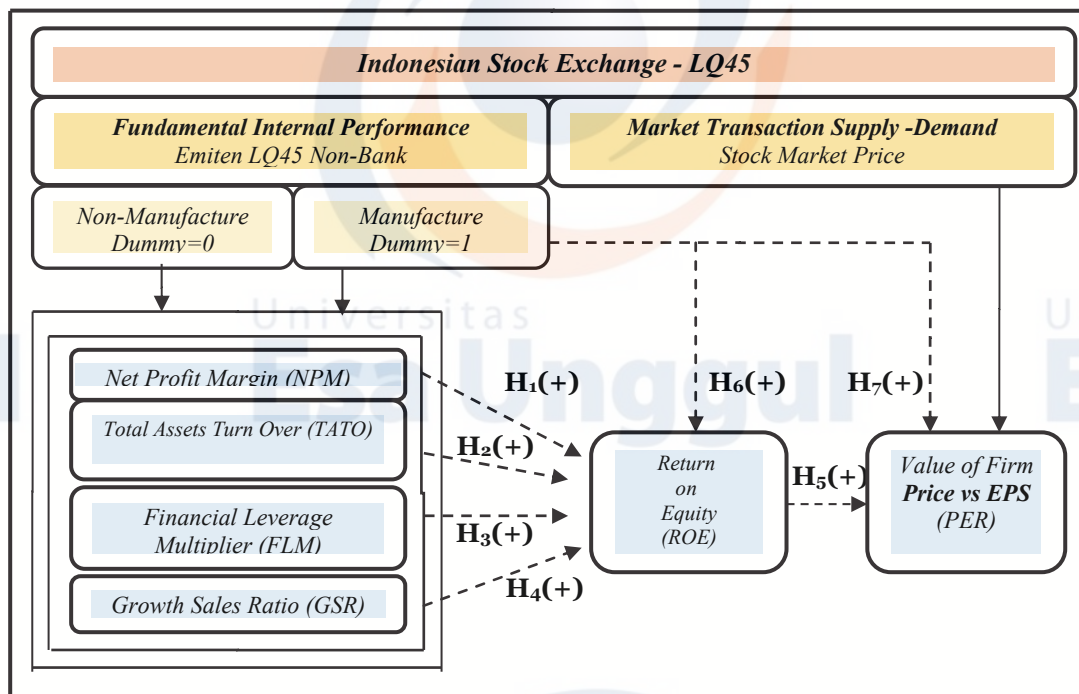 Indonesian Stock Exchange - LQ45
Fundamental Internal Performance
Emiten LQ45 Non-Bank
Market Transaction Supply -Demand
Stock Market Price
Non-Manufacture
Dummy=0
Manufacture
Dummy=1
Universitas
Esa Unggul
U
l
E
Net Profit Margin (NPM)
Total Assets Turn Over (TATO)
Financial Leverage
Multiplier (FLM)
Growth Sales Ratio (GSR)
H₁(+)
H₂(+)
H₃(+)
H₄(+)
H₆(+)
H₇(+)
Return
on
Equity
(ROE)
H₅(+)
Value of Firm
Price vs EPS
(PER)